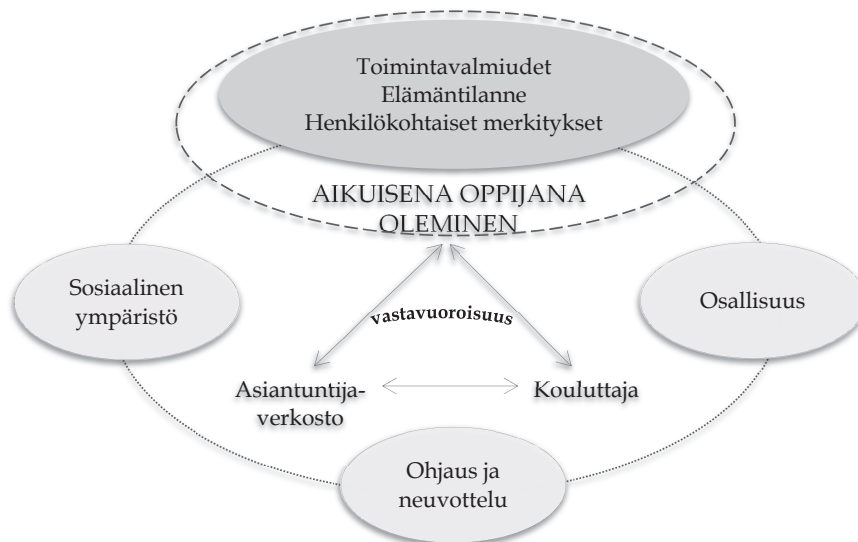 Toimintavalmiudet
Elämäntilanne
Henkilökohtaiset merkitykset
AIKUISENA OPPIJANA
OLEMINEN
Sosiaalinen
ympäristö
Osallisuus
vastavuoroisuus
Asiantuntija-
verkosto
Kouluttaja
Ohjaus ja
neuvottelu